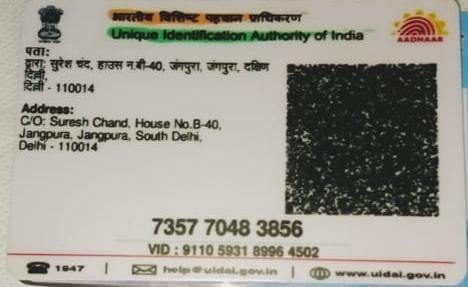 भारतीय विशिष्ट पहचान प्राधिकरण
Unique Identification Authority of India
AADHAAR
पता:
द्वारा: सुरेश चंद, हाउस न.बी-40, जंगपुरा, जंगपुरा, दक्षिण
दिल्ली,
दिल्ली - 110014
Address:
C/O: Suresh Chand, House No.B-40,
Jangpura, Jangpura, South Delhi,
Delhi - 110014
7357 7048 3856
VID : 9110 5931 8996 4502
1947 | help@uidai.gov.in | www.uidai.gov.in